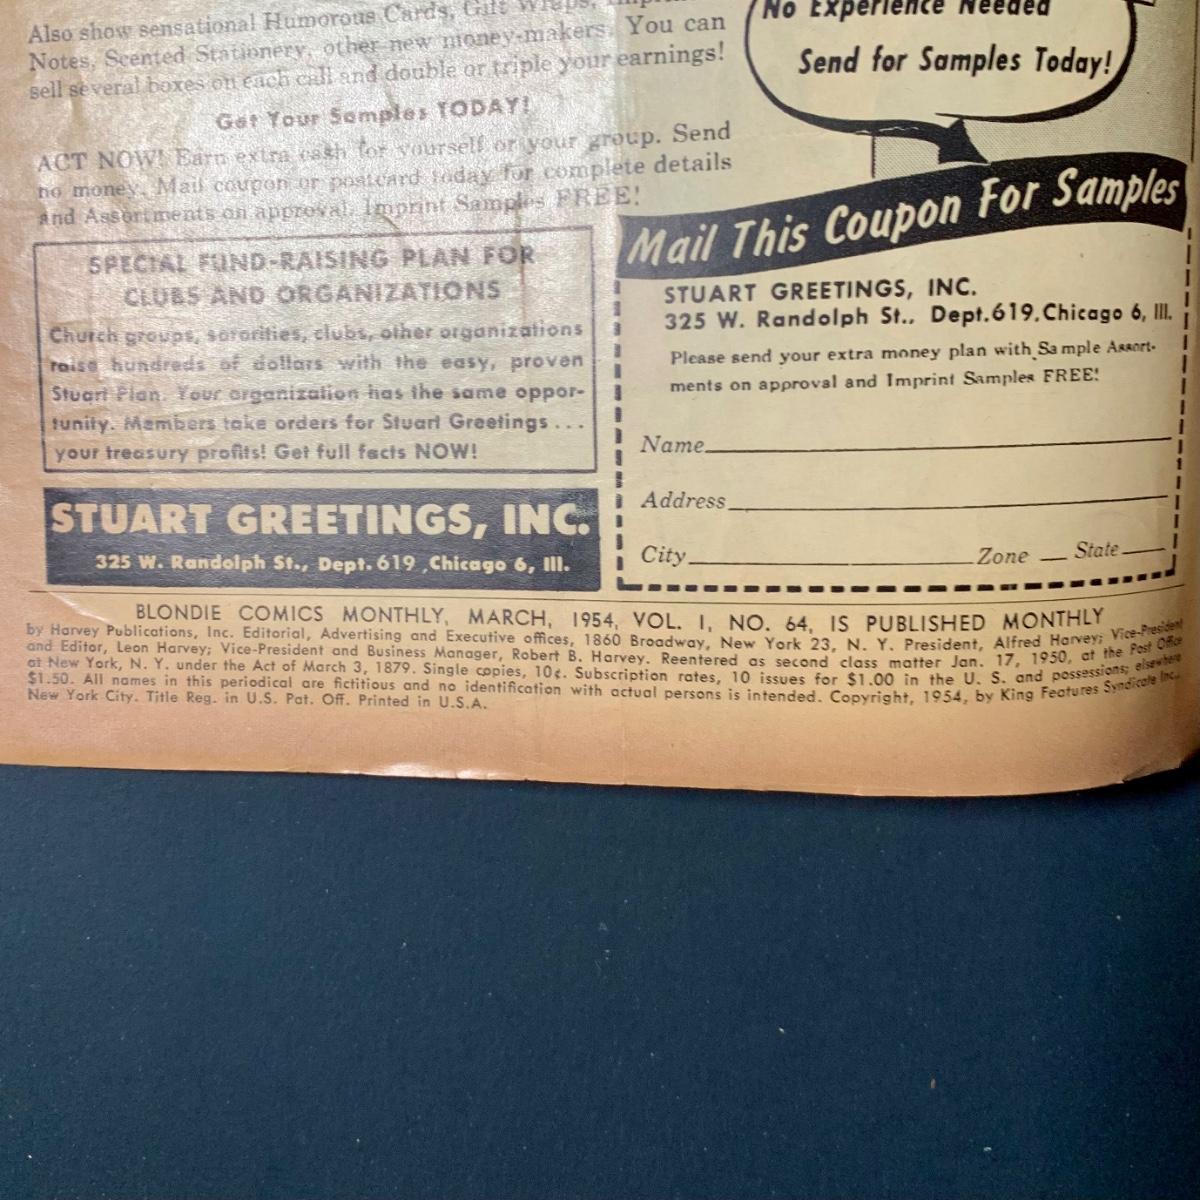 Also show sensational Humorous Cards, Gift Wraps,
Notes, Scented Stationery, other new money-makers. You can
sell several boxes on each call and double or triple your earnings!
Get Your Samples TODAY!
ACT NOW! Earn extra cash for yourself or your group. Send
no money. Mail coupon or postcard today for complete details
and Assortments on approval. Imprint Samples FREE!
SPECIAL FUND-RAISING PLAN FOR
CLUBS AND ORGANIZATIONS
Church groups, sororities, clubs, other organizations
raise hundreds of dollars with the easy, proven
Stuart Plan. Your organization has the same oppor-
tunity. Members take orders for Stuart Greetings...
your treasury profits! Get full facts NOW!
STUART GREETINGS, INC.
325 W. Randolph St., Dept. 619, Chicago 6, Ill.
No Experience Needed
Send for Samples Today!
Mail This Coupon For Samples
STUART GREETINGS, INC.
325 W. Randolph St., Dept. 619, Chicago 6, Ill.
Please send your extra money plan with Sample Assort-
ments on approval and Imprint Samples FREE!
Name
Address
City Zone State
BLONDIE COMICS MONTHLY, MARCH, 1954, VOL. I, NO. 64, IS PUBLISHED MONTHLY
by Harvey Publications, Inc. Editorial, Advertising and Executive offices, 1860 Broadway, New York 23, N. Y. President, Alfred Harvey; Vice-President
and Editor, Leon Harvey; Vice-President and Business Manager, Robert B. Harvey. Reentered as second class matter Jan. 17, 1950, at the Post Office
at New York, N. Y. under the Act of March 3, 1879. Single copies, 10¢. Subscription rates, 10 issues for $1.00 in the U. S. and possessions; elsewhere
$1.50. All names in this periodical are fictitious and no identification with actual persons is intended. Copyright, 1954, by King Features Syndicate Inc.,
New York City. Title Reg. in U.S. Pat. Off. Printed in U.S.A.